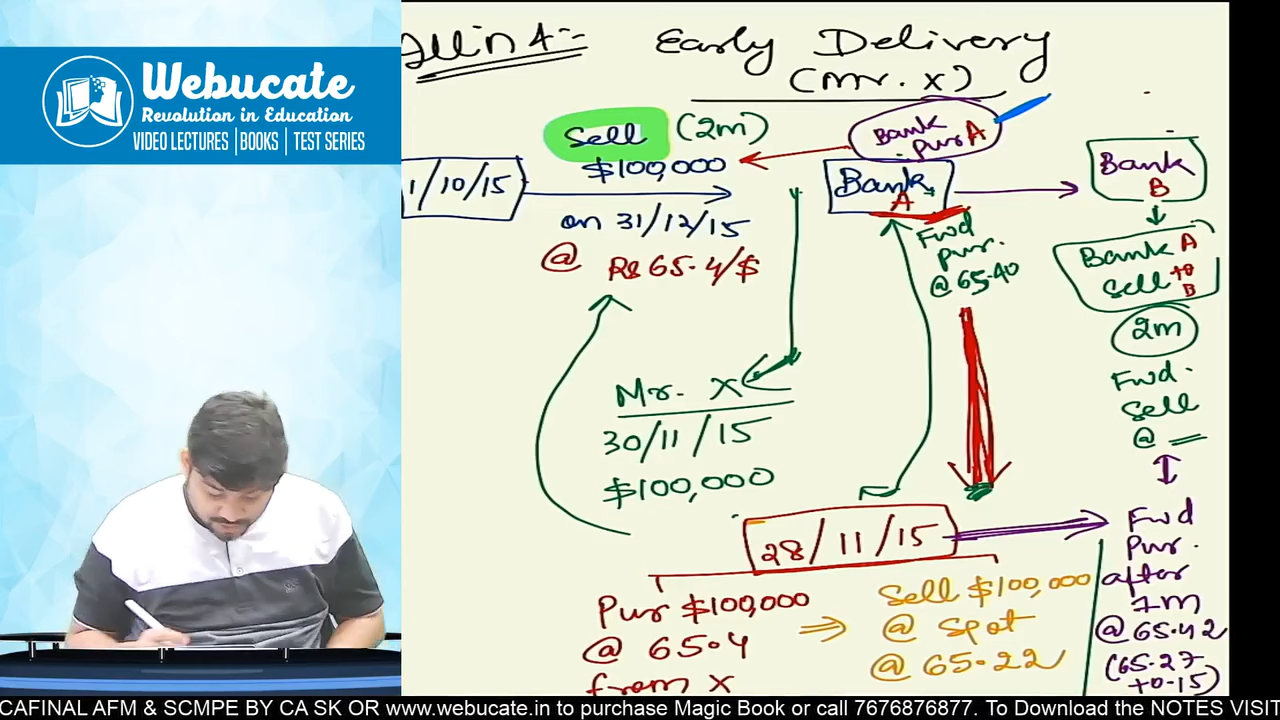 Webucate
Revolution in Education
VIDEO LECTURES | BOOKS | TEST SERIES
Early Delivery
(Mr. X)
Sell (2m)
$100,000
1/10/15
on 31/12/15
@ Rs 65.4/$
Bank
pur A
Bank
A
Fwd
pur.
@ 65.40
Bank
B
Bank A
Sell to
B
2m
Fwd.
Sell
@
Mr. X
30/11/15
$100,000
28/11/15
Pur $100,000
@ 65.4
from X
⇒
Sell $100,000
@ Spot
@ 65.22
Fwd
Pur.
after
1m
@ 65.42
(65.27
+0.15)
CAFINAL AFM & SCMPE BY CA SK OR www.webucate.in to purchase Magic Book or call 7676876877. To Download the NOTES VISIT